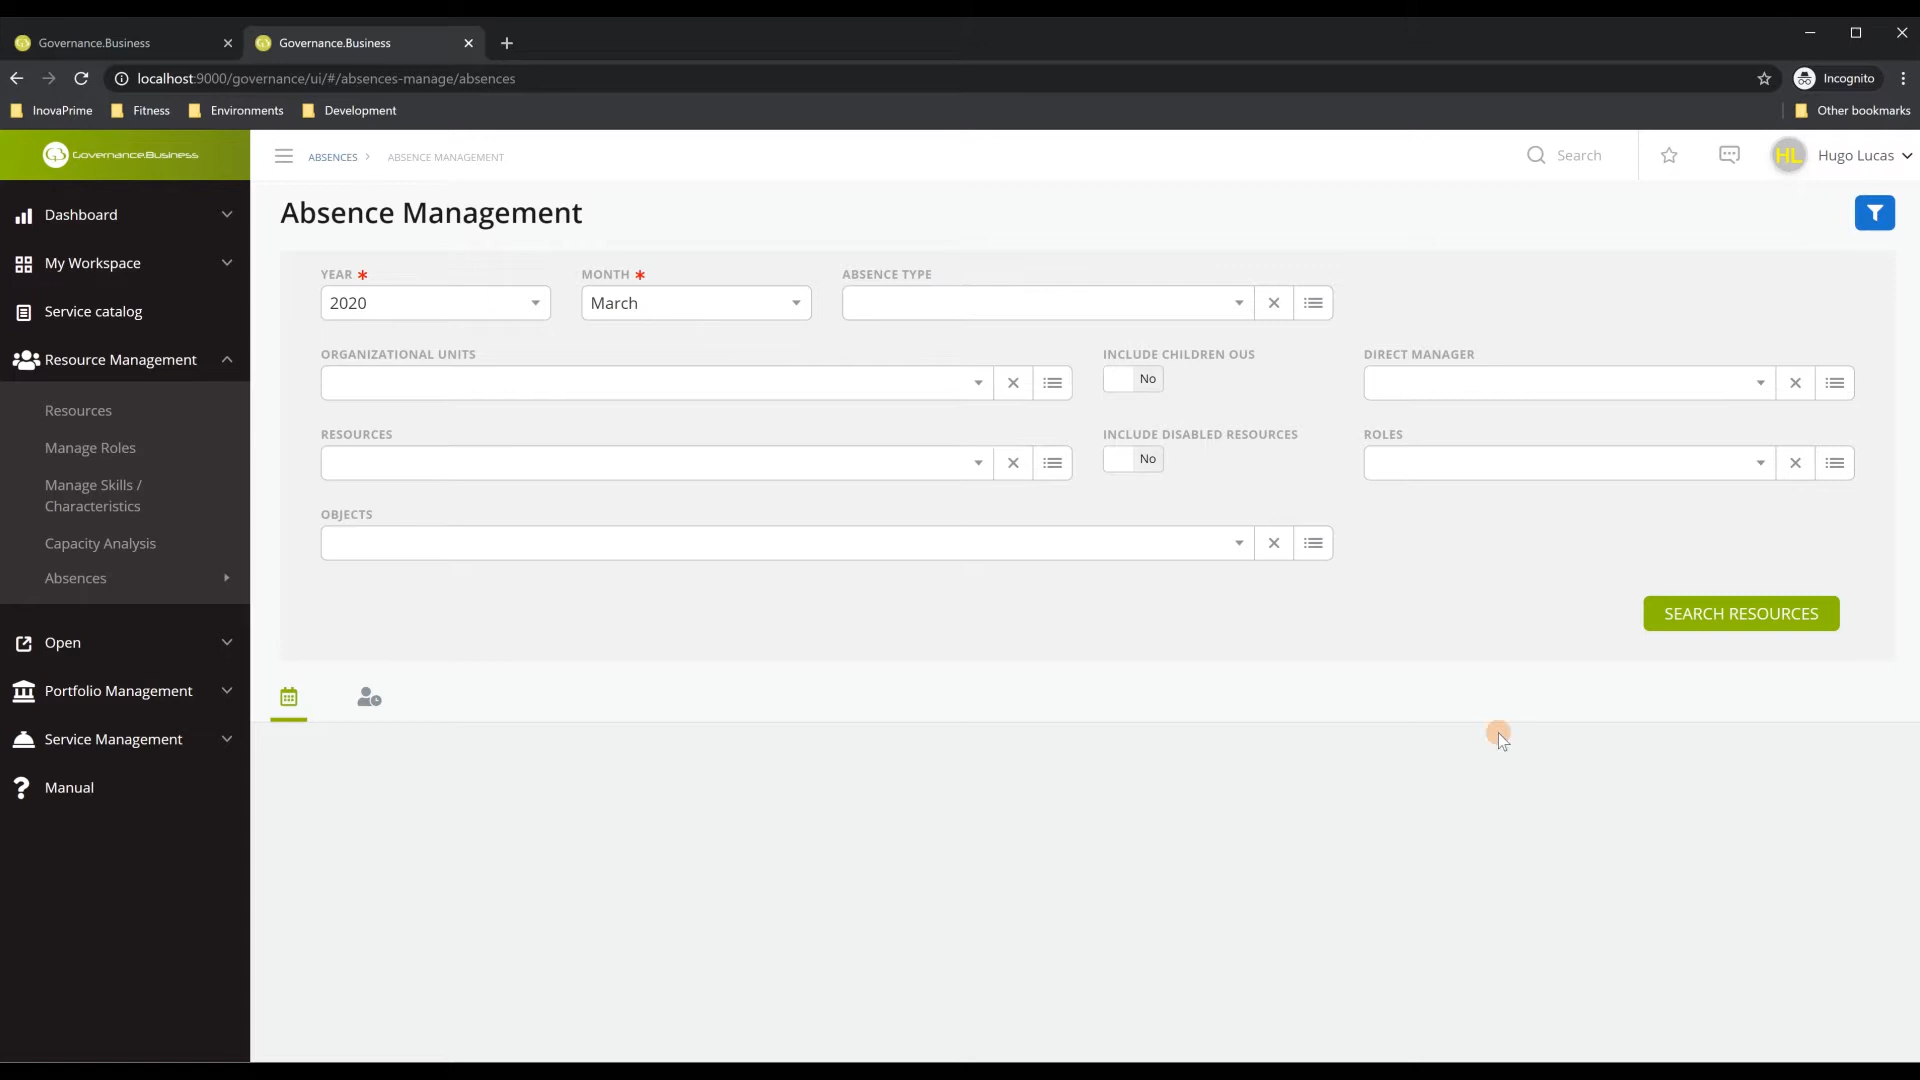 Governance.Business
Governance.Business
localhost:9000/governance/ui/#/absences-manage/absences
Incognito
InovaPrime
Fitness
Environments
Development
Other bookmarks
Governance.Business
ABSENCES
ABSENCE MANAGEMENT
Search
HL
Hugo Lucas
Dashboard
My Workspace
Service catalog
Resource Management
Resources
Manage Roles
Manage Skills /
Characteristics
Capacity Analysis
Absences
Open
Portfolio Management
Service Management
Manual
Absence Management
YEAR *
MONTH *
ABSENCE TYPE
2020
March
ORGANIZATIONAL UNITS
INCLUDE CHILDREN OUS
DIRECT MANAGER
No
RESOURCES
INCLUDE DISABLED RESOURCES
ROLES
No
OBJECTS
SEARCH RESOURCES